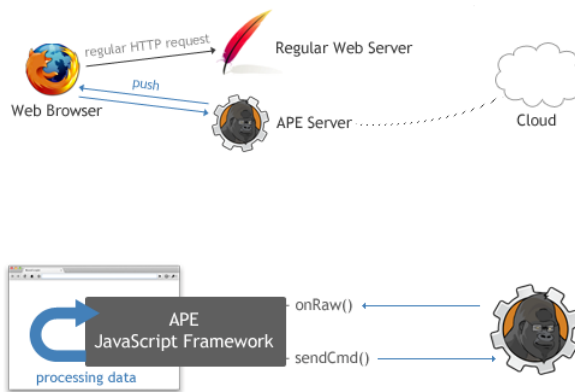 regular HTTP request
Regular Web Server
push
Web Browser
APE Server
Cloud
onRaw()
APE
JavaScript Framework
sendCmd()
processing data